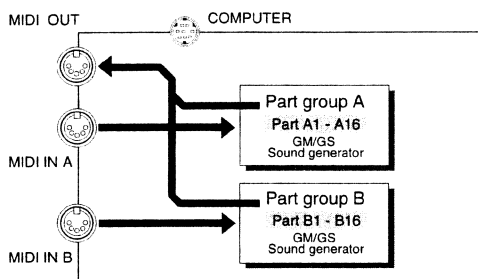 MIDI OUT
COMPUTER
Part group A
Part A1 - A16
GM/GS
Sound generator
MIDI IN A
Part group B
Part B1 - B16
GM/GS
Sound generator
MIDI IN B